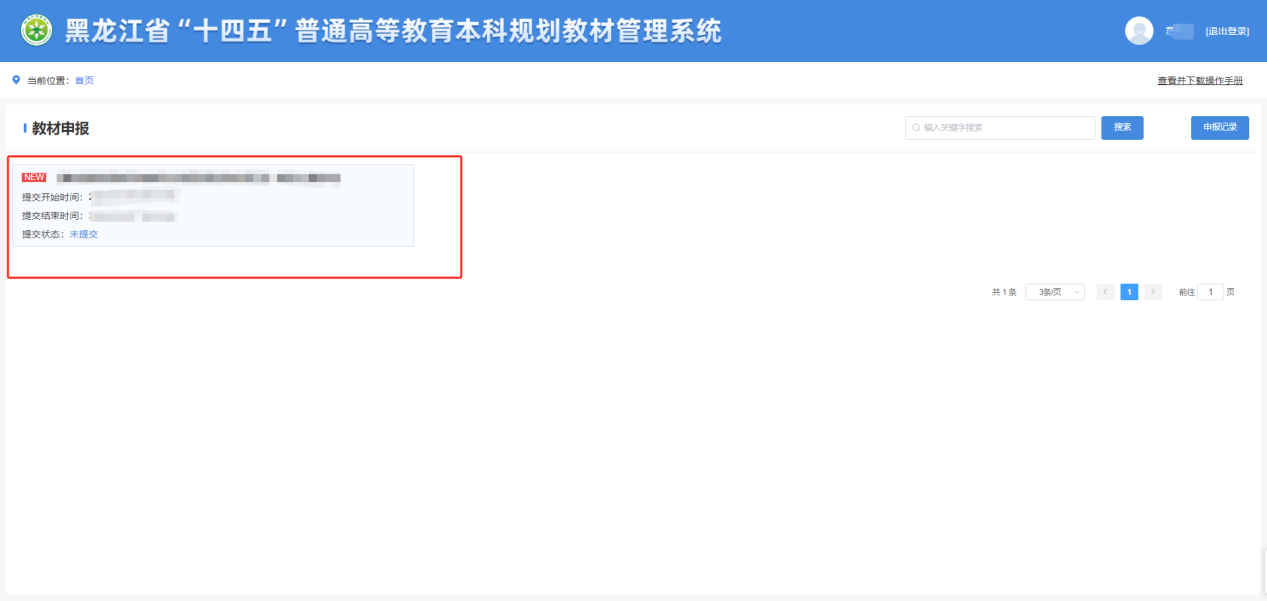 黑龙江省“十四五”普通高等教育本科规划教材管理系统
[退出登录]
当前位置：首页
查看并下载操作手册
教材申报
输入关键字搜索
搜索
申报记录
NEW
提交开始时间：2
提交结束时间：
提交状态：未提交
共 1 条 3条/页 < 1 > 前往 1 页